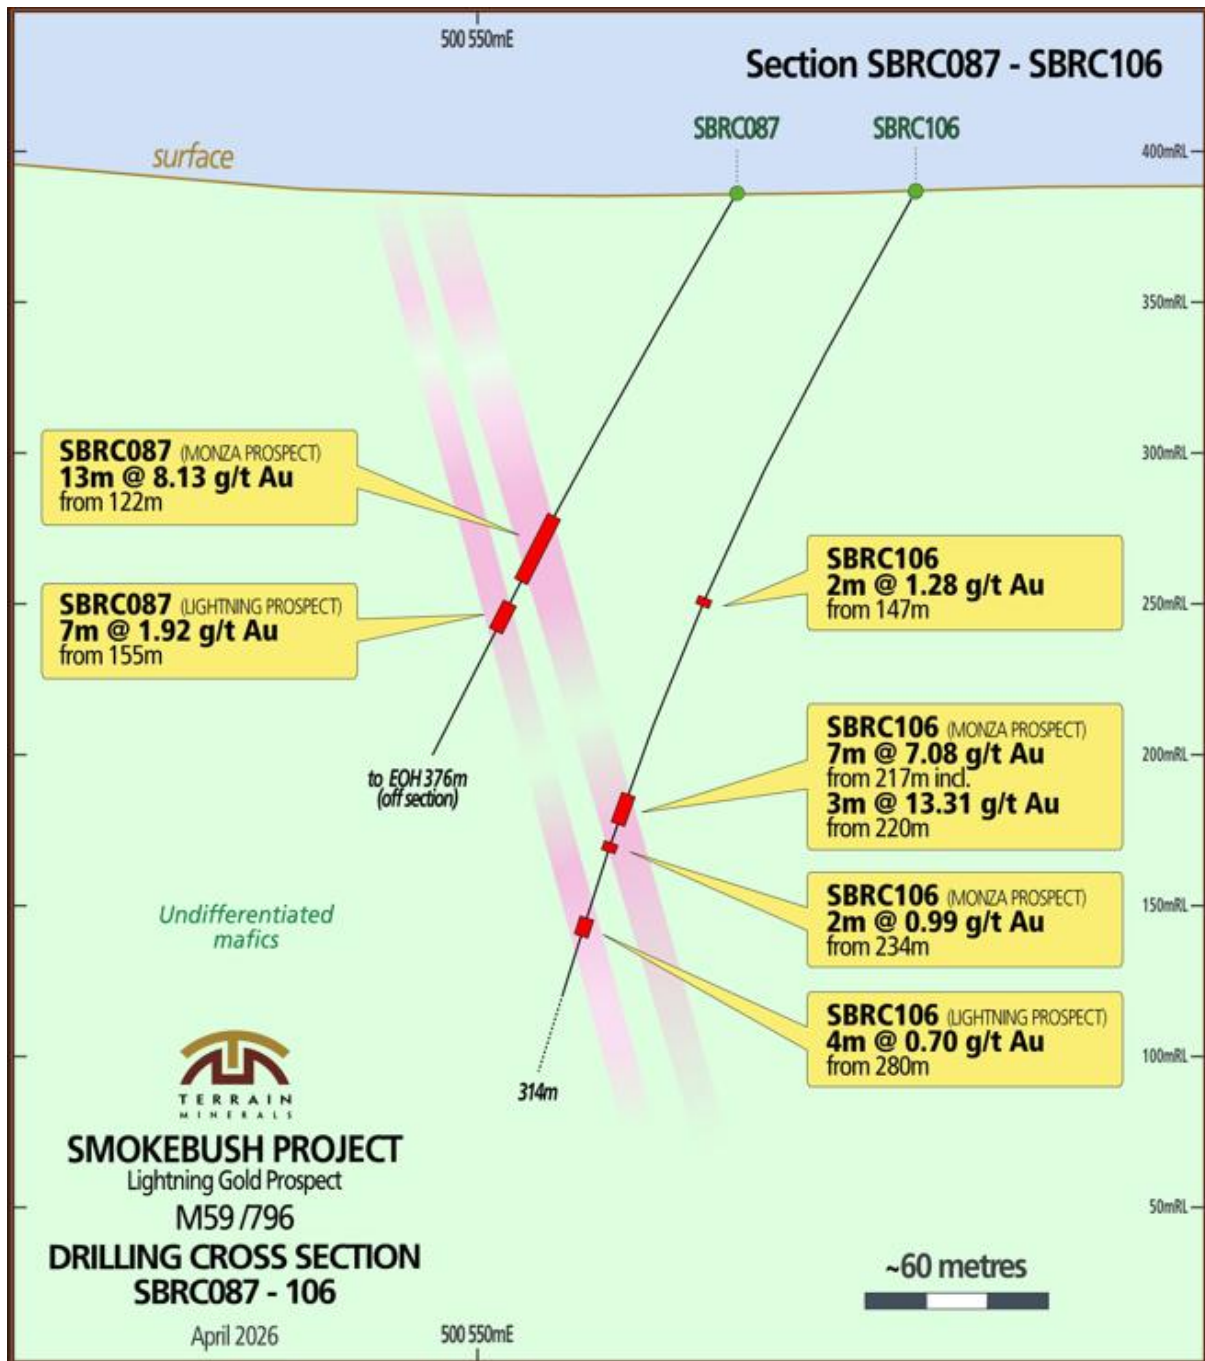 500 550mE
Section SBRC087 - SBRC106
SBRC087
SBRC106
surface
400mRL
350mRL
300mRL
250mRL
200mRL
150mRL
100mRL
50mRL
SBRC087 (MONZA PROSPECT)
13m @ 8.13 g/t Au
from 122m
SBRC087 (LIGHTNING PROSPECT)
7m @ 1.92 g/t Au
from 155m
SBRC106
2m @ 1.28 g/t Au
from 147m
SBRC106 (MONZA PROSPECT)
7m @ 7.08 g/t Au
from 217m incl.
3m @ 13.31 g/t Au
from 220m
SBRC106 (MONZA PROSPECT)
2m @ 0.99 g/t Au
from 234m
SBRC106 (LIGHTNING PROSPECT)
4m @ 0.70 g/t Au
from 280m
to EOH 376m
(off section)
314m
Undifferentiated
mafics
TERRAIN
MINERALS
SMOKEBUSH PROJECT
Lightning Gold Prospect
M59 /796
DRILLING CROSS SECTION
SBRC087 - 106
April 2026
~60 metres
500 550mE